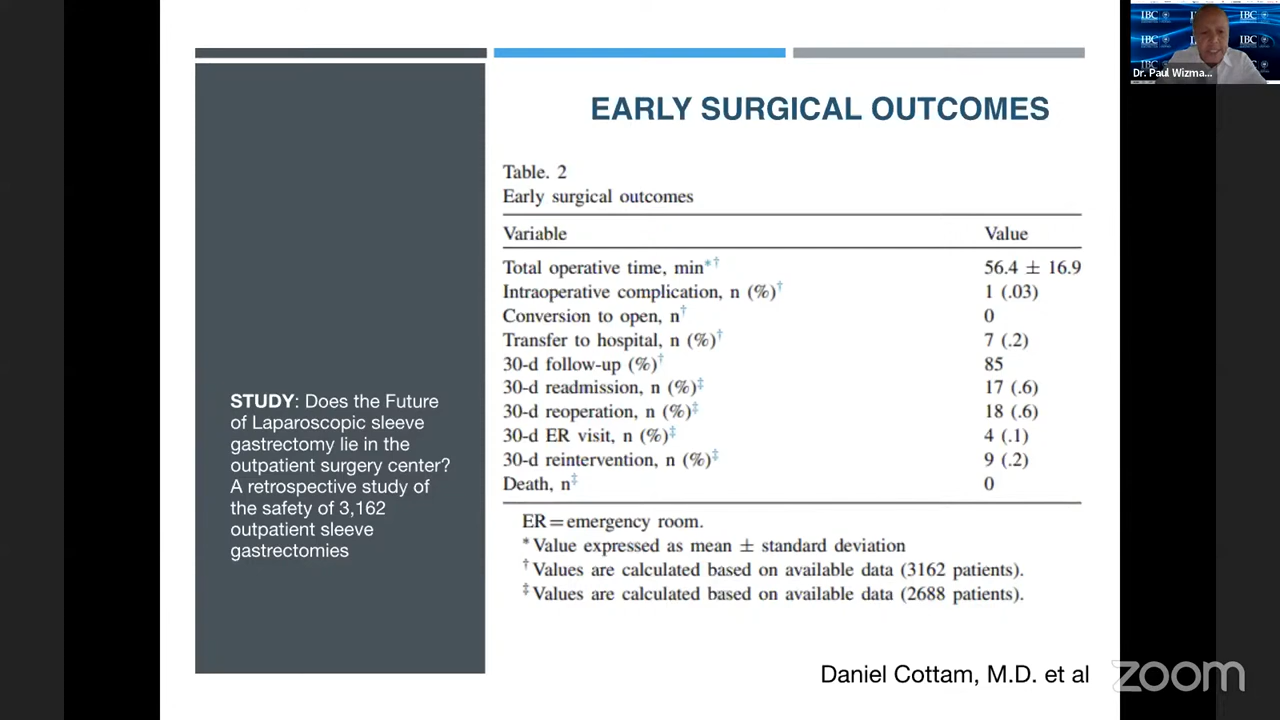 EARLY SURGICAL OUTCOMES
Table. 2
Early surgical outcomes
Variable Value
Total operative time, min*† 56.4 ± 16.9
Intraoperative complication, n (%)† 1 (.03)
Conversion to open, n† 0
Transfer to hospital, n (%)† 7 (.2)
30-d follow-up (%)† 85
30-d readmission, n (%)‡ 17 (.6)
30-d reoperation, n (%)‡ 18 (.6)
30-d ER visit, n (%)‡ 4 (.1)
30-d reintervention, n (%)‡ 9 (.2)
Death, n‡ 0
ER=emergency room.
*Value expressed as mean ± standard deviation
†Values are calculated based on available data (3162 patients).
‡Values are calculated based on available data (2688 patients).
STUDY: Does the Future
of Laparoscopic sleeve
gastrectomy lie in the
outpatient surgery center?
A retrospective study of
the safety of 3,162
outpatient sleeve
gastrectomies
Daniel Cottam, M.D. et al
zoom
IBC IBC IBC
IBC IBC
IBC
Dr. Paul Wizma...